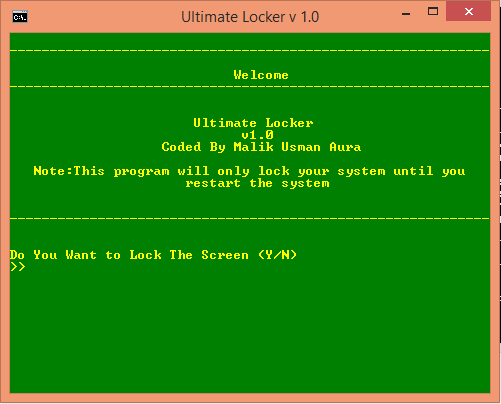 Ultimate Locker v 1.0
Welcome
Ultimate Locker
v1.0
Coded By Malik Usman Aura
Note:This program will only lock your system until you
restart the system
Do You Want to Lock The Screen (Y/N)
>>